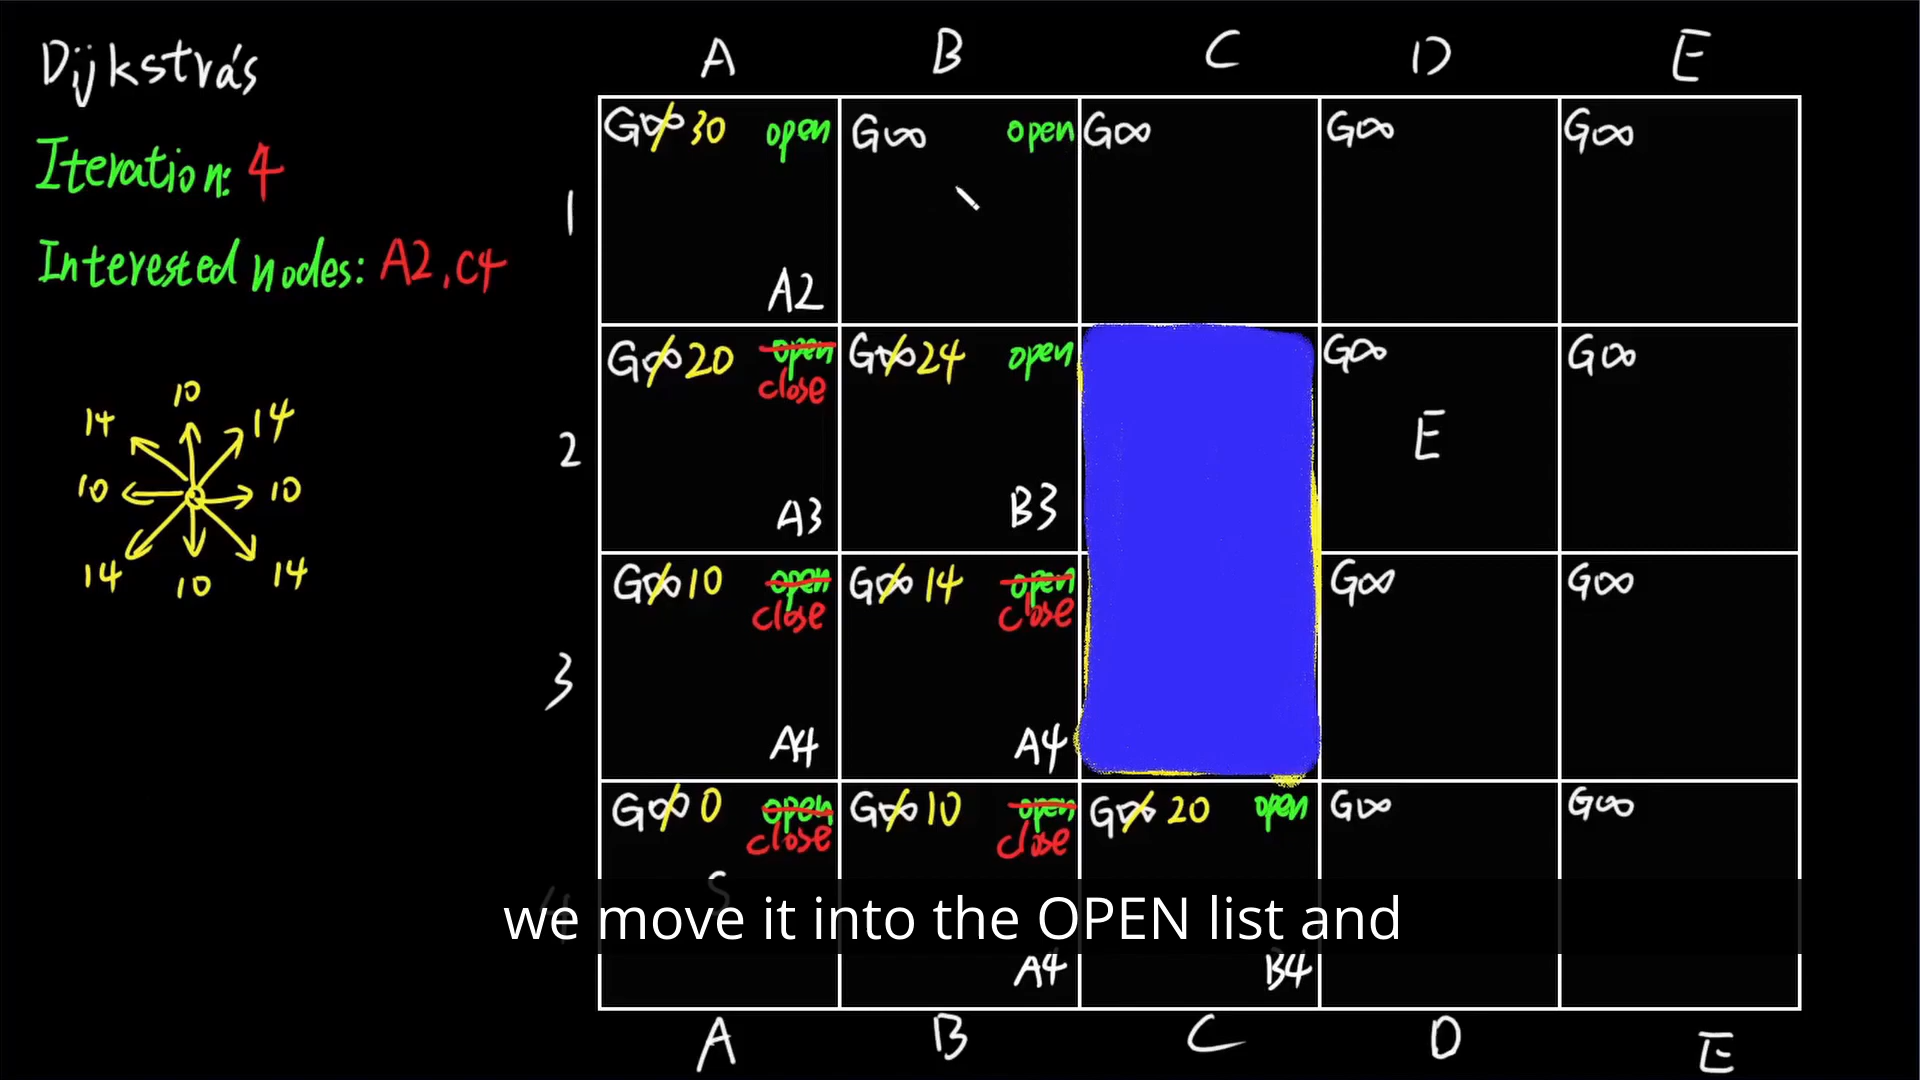 Dijkstra's
Iteration: 4
Interested nodes: A2, C4
10
14 14
10 10
14 10 14
A B C D E
1
G∞ 30 open
A2
G∞ open
G∞
G∞
G∞
2
G∞ 20 open
close
A3
G∞ 24 open
B3
G∞
E
G∞
3
G∞ 10 open
close
A4
G∞ 14 open
close
A4
G∞
G∞
G∞ 0 open
close
S
G∞ 10 open
close
A4
G∞ 20 open
B4
G∞
G∞
we move it into the OPEN list and
A B C D E